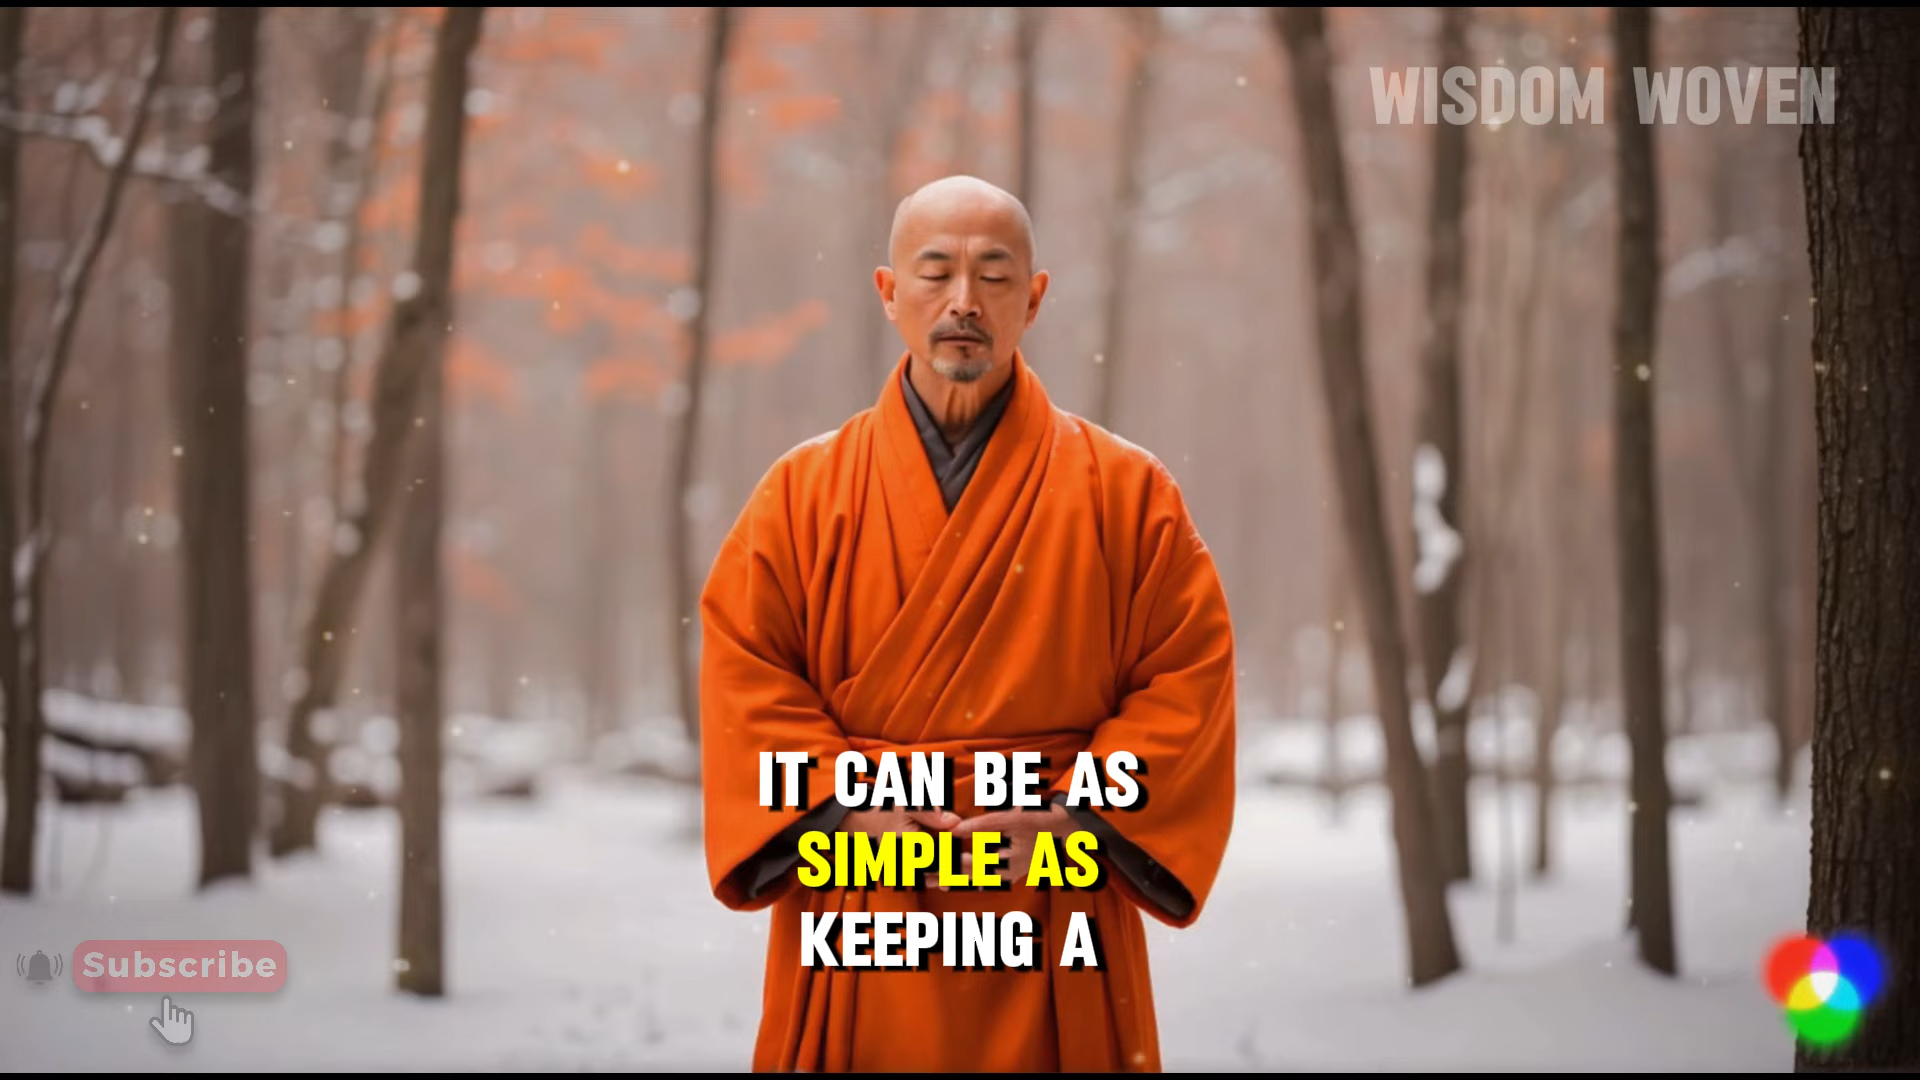 WISDOM WOVEN
IT CAN BE AS
SIMPLE AS
KEEPING A
Subscribe